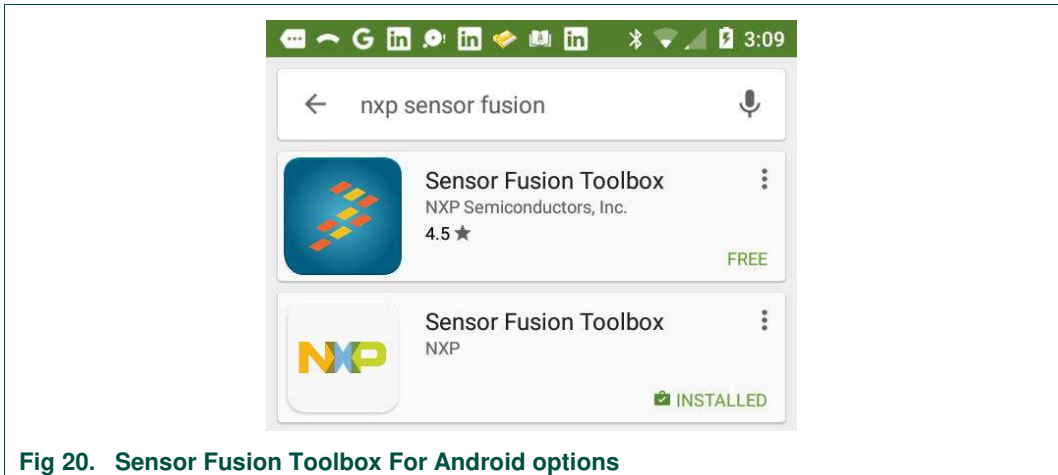 3:09
nxp sensor fusion
Sensor Fusion Toolbox
NXP Semiconductors, Inc.
4.5★
FREE
NXP
Sensor Fusion Toolbox
NXP
INSTALLED
Fig 20. Sensor Fusion Toolbox For Android options